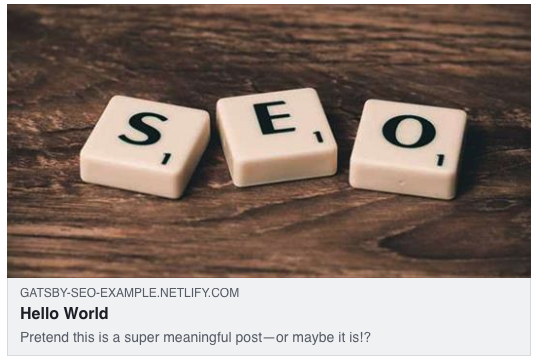 S1 E1 O1
GATSBY-SEO-EXAMPLE.NETLIFY.COM
Hello World
Pretend this is a super meaningful post—or maybe it is!?